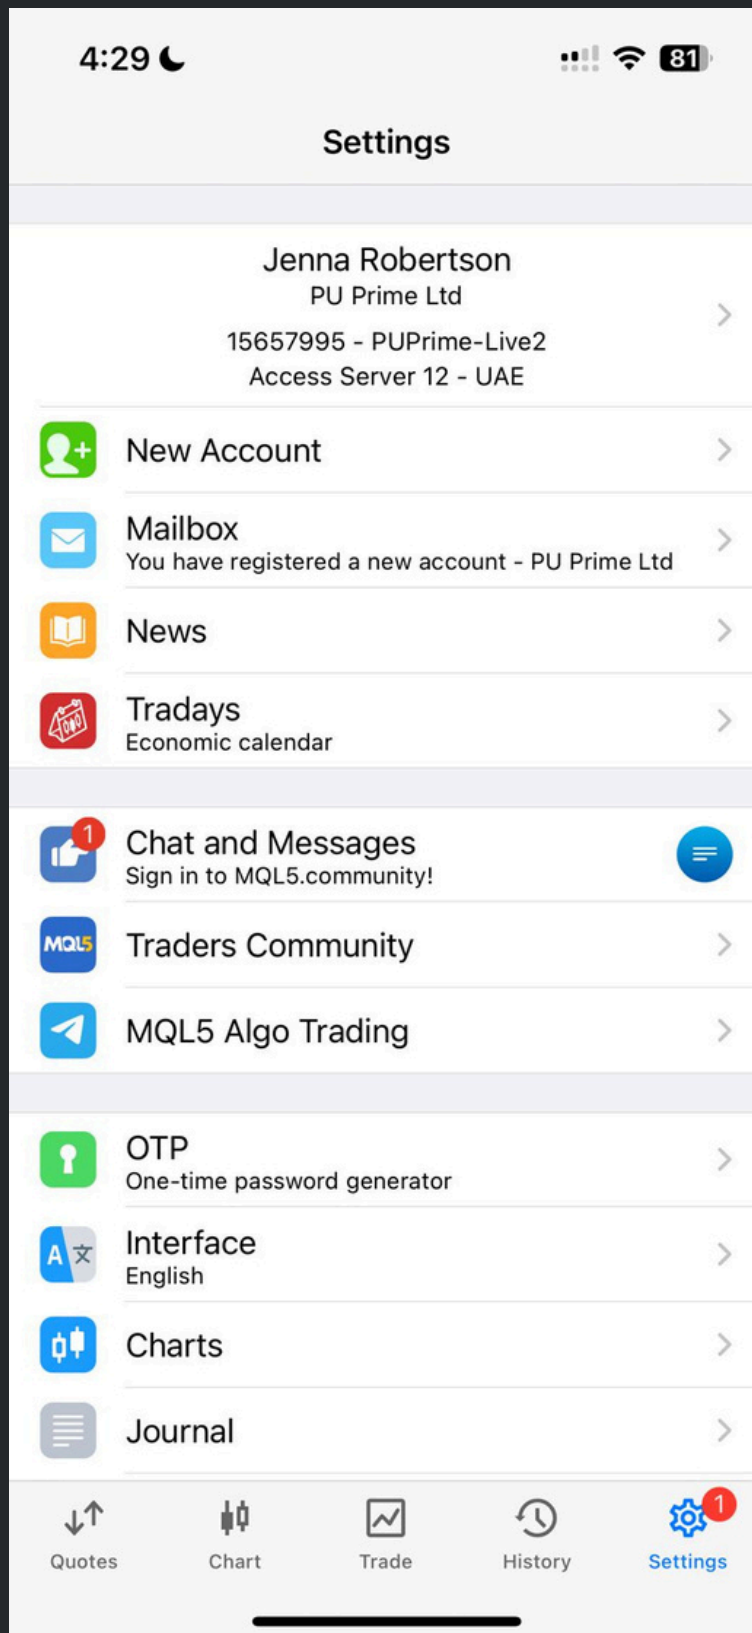 4:29
81
Settings
Jenna Robertson
PU Prime Ltd
15657995 - PUPrime-Live2
Access Server 12 - UAE
New Account
Mailbox
You have registered a new account - PU Prime Ltd
News
Tradays
Economic calendar
1
Chat and Messages
Sign in to MQL5.community!
MQL5
Traders Community
MQL5 Algo Trading
OTP
One-time password generator
A 文
Interface
English
Charts
Journal
1
Quotes
Chart
Trade
History
Settings